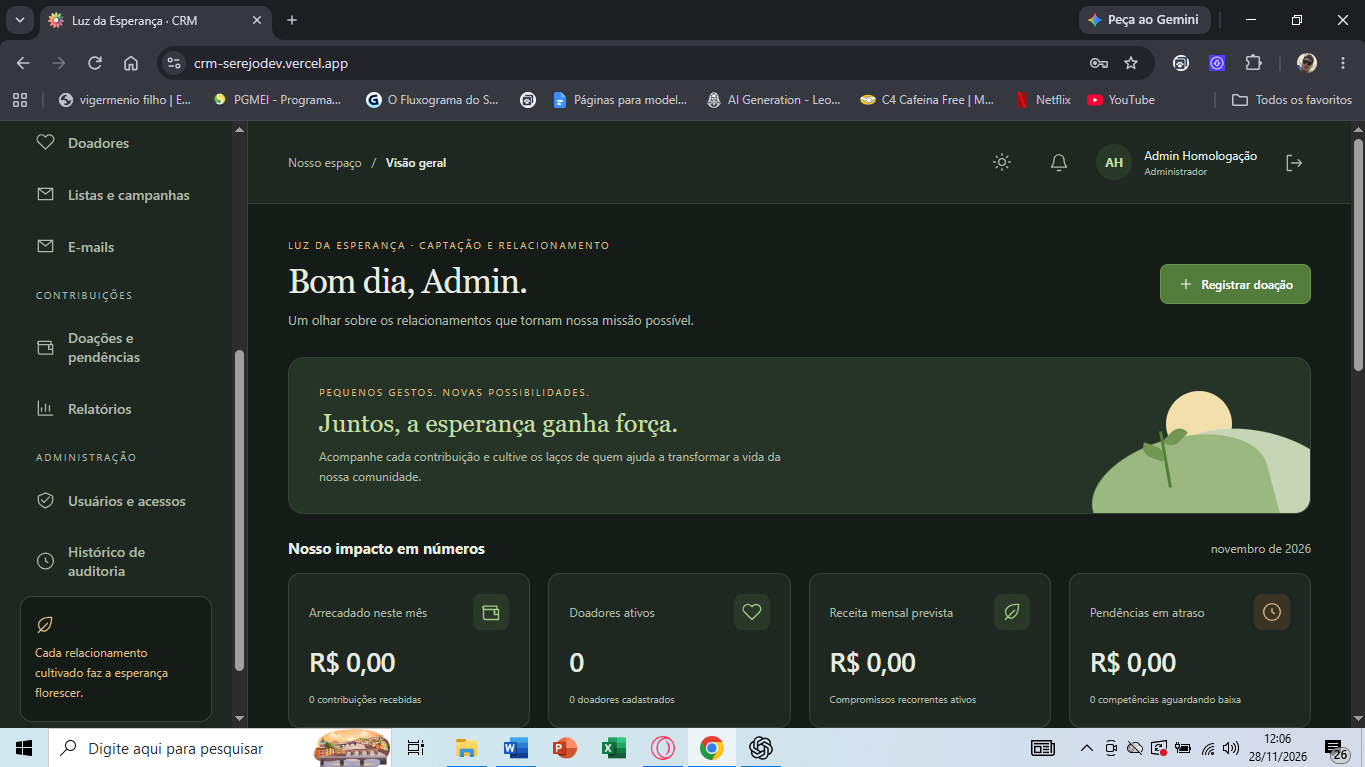 Luz da Esperança · CRM
Peça ao Gemini
crm-serejodev.vercel.app
vigermenio filho | E...
PGMEI - Programa...
O Fluxograma do S...
Páginas para model...
AI Generation - Leo...
C4 Cafeina Free | M...
Netflix
YouTube
Todos os favoritos
Doadores
Listas e campanhas
E-mails
CONTRIBUIÇÕES
Doações e
pendências
Relatórios
ADMINISTRAÇÃO
Usuários e acessos
Histórico de
auditoria
Cada relacionamento
cultivado faz a esperança
florescer.
Nosso espaço / Visão geral
AH
Admin Homologação
Administrador
LUZ DA ESPERANÇA · CAPTAÇÃO E RELACIONAMENTO
Bom dia, Admin.
Um olhar sobre os relacionamentos que tornam nossa missão possível.
+ Registrar doação
PEQUENOS GESTOS. NOVAS POSSIBILIDADES.
Juntos, a esperança ganha força.
Acompanhe cada contribuição e cultive os laços de quem ajuda a transformar a vida da
nossa comunidade.
Nosso impacto em números
novembro de 2026
Arrecadado neste mês
R$ 0,00
0 contribuições recebidas
Doadores ativos
0
0 doadores cadastrados
Receita mensal prevista
R$ 0,00
Compromissos recorrentes ativos
Pendências em atraso
R$ 0,00
0 competências aguardando baixa
Digite aqui para pesquisar
12:06
28/11/2026
26